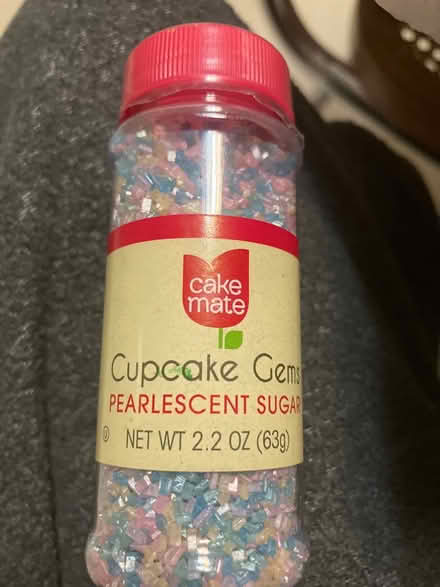 cake
mate
Cupcake Gems
PEARLESCENT SUGAR
NET WT 2.2 OZ (63g)